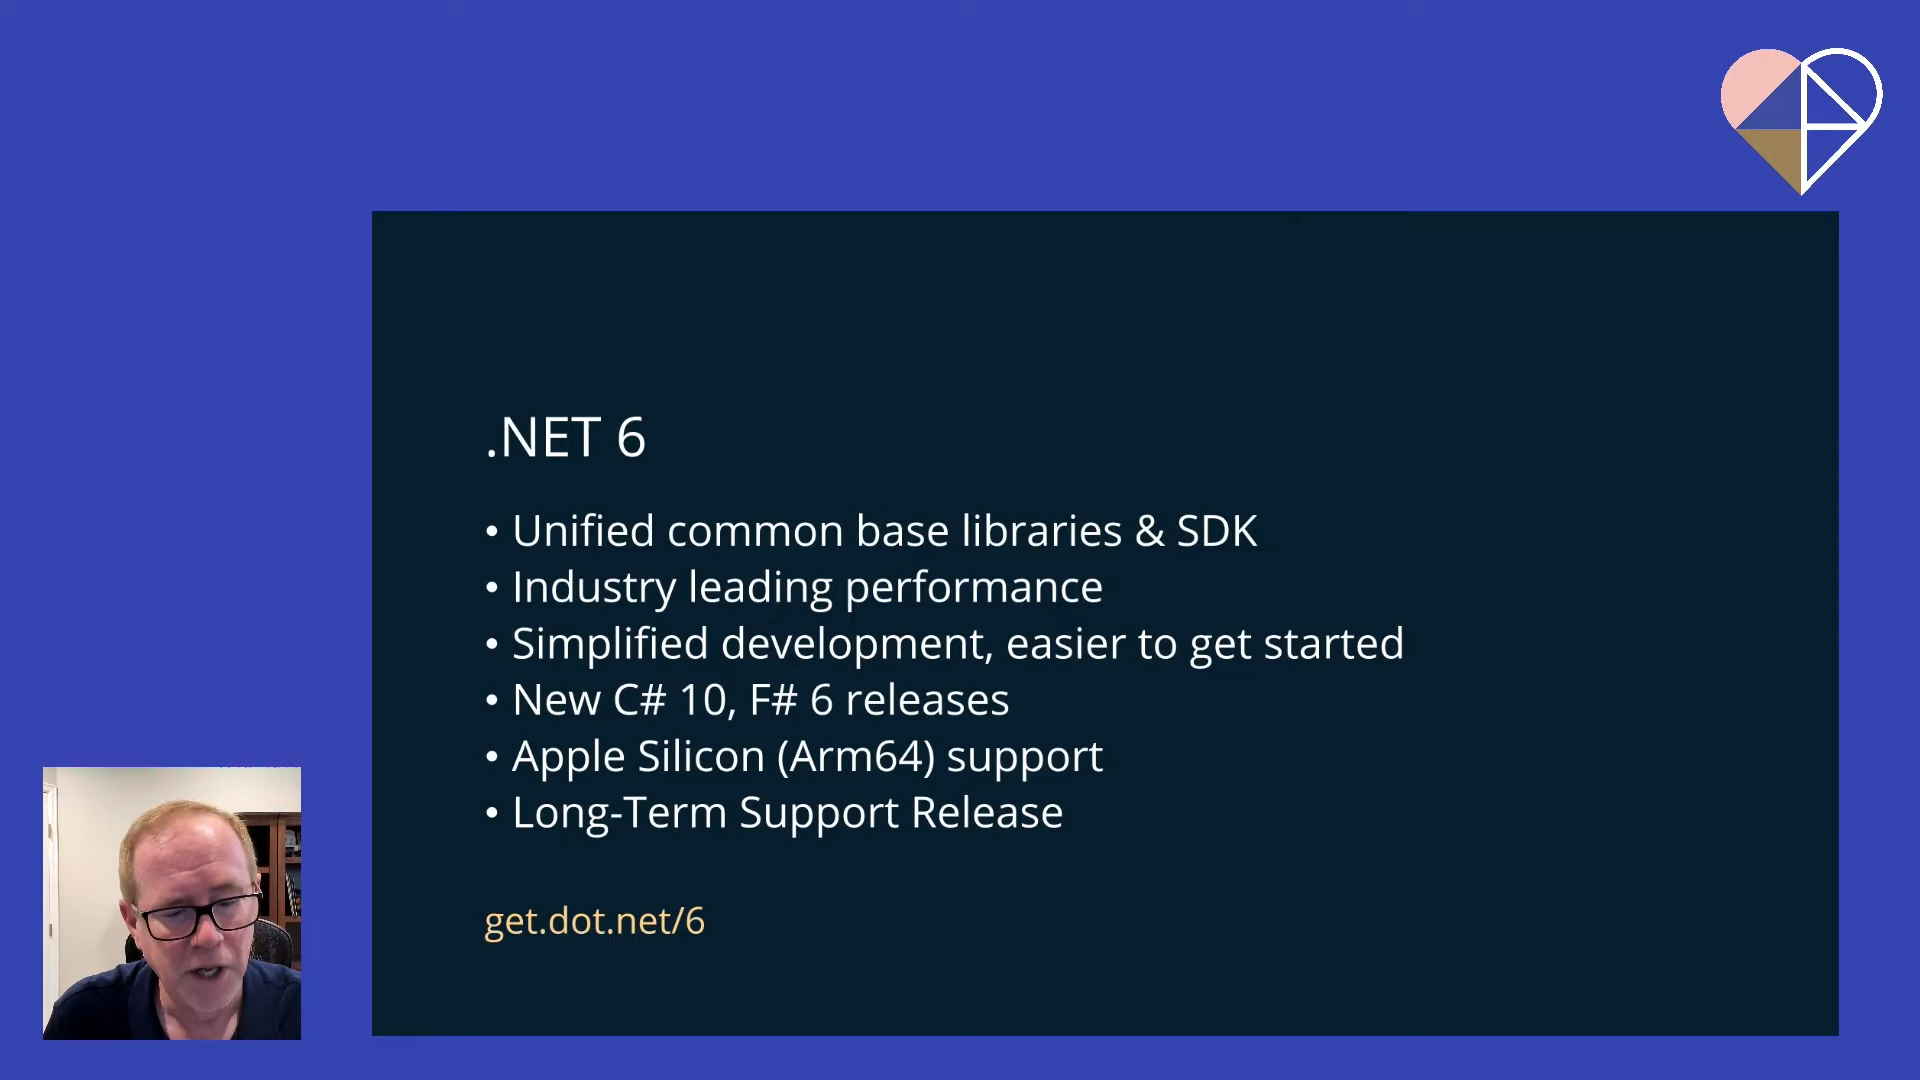 .NET 6
• Unified common base libraries & SDK
• Industry leading performance
• Simplified development, easier to get started
• New C# 10, F# 6 releases
• Apple Silicon (Arm64) support
• Long-Term Support Release
get.dot.net/6